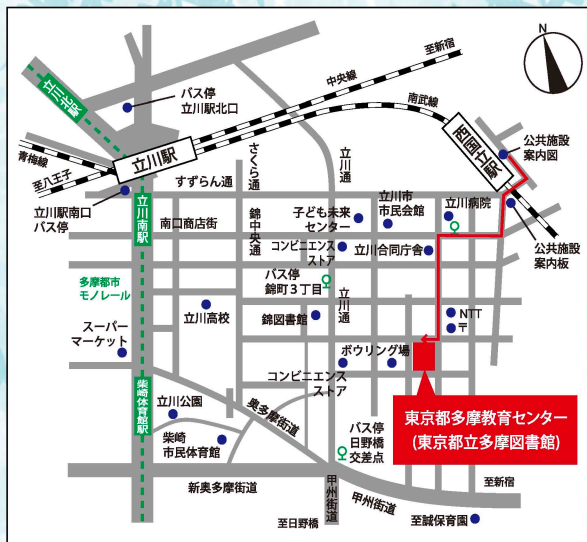 至新宿
中央線
南武線
バス停
立川駅北口
立川北駅
立川駅
西国立駅
公共施設
案内図
青梅線
至八王子
さくら通
立川通
すずらん通
立川駅南口
バス停
立川南駅
南口商店街
錦中央通
子ども未来
センター
立川市
市民会館
立川病院
公共施設
案内板
コンビニエンス
ストア
立川合同庁舎
多摩都市
モノレール
バス停
錦町3丁目
立川通
立川高校
錦図書館
NTT
〒
スーパー
マーケット
ボウリング場
コンビニエンス
ストア
柴崎体育館駅
立川公園
奥多摩街道
柴崎
市民体育館
バス停
日野橋
交差点
東京都多摩教育センター
(東京都立多摩図書館)
新奥多摩街道
甲州街道
甲州街道
至新宿
至日野橋
至誠保育園